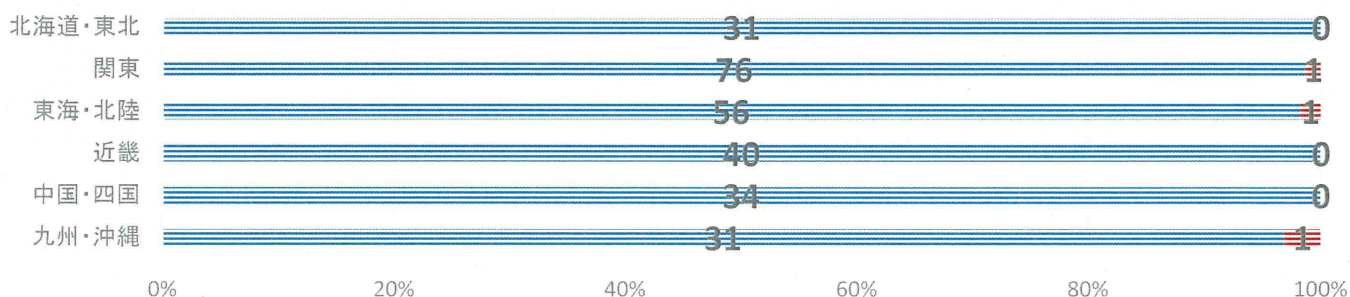 北海道・東北 31 0
関東 76 1
東海・北陸 56 1
近畿 40 0
中国・四国 34 0
九州・沖縄 31 1
0% 20% 40% 60% 80% 100%